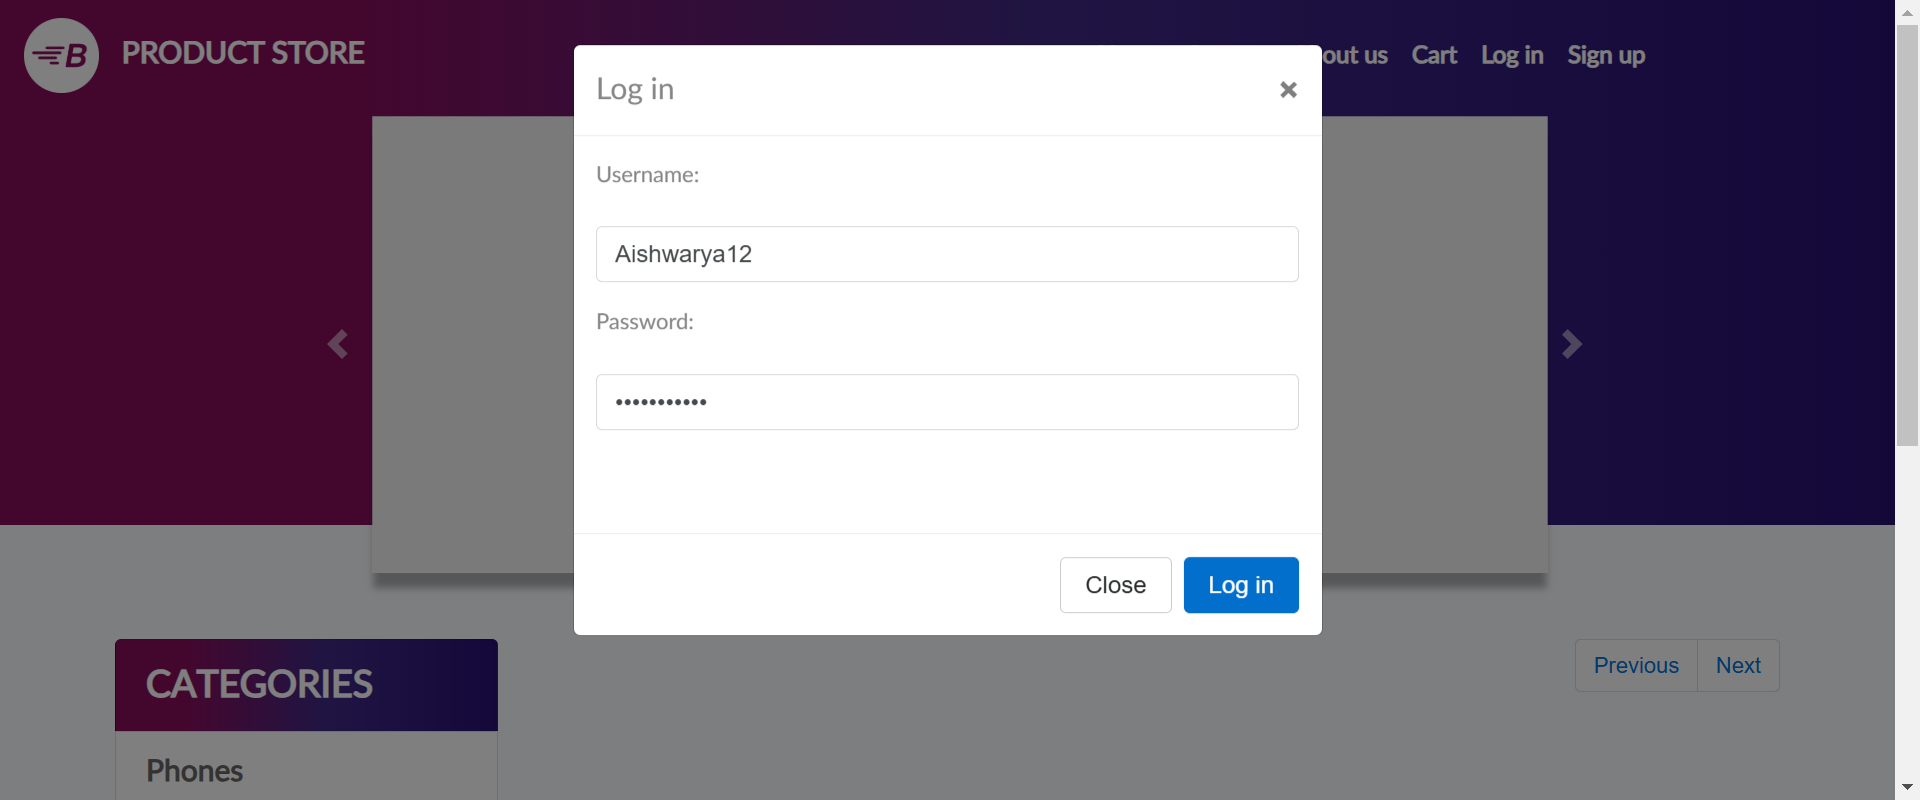 B PRODUCT STORE
out us Cart Log in Sign up
Log in
×
Username:
Aishwarya12
Password:
•••••••••••
Close Log in
CATEGORIES
Previous Next
Phones